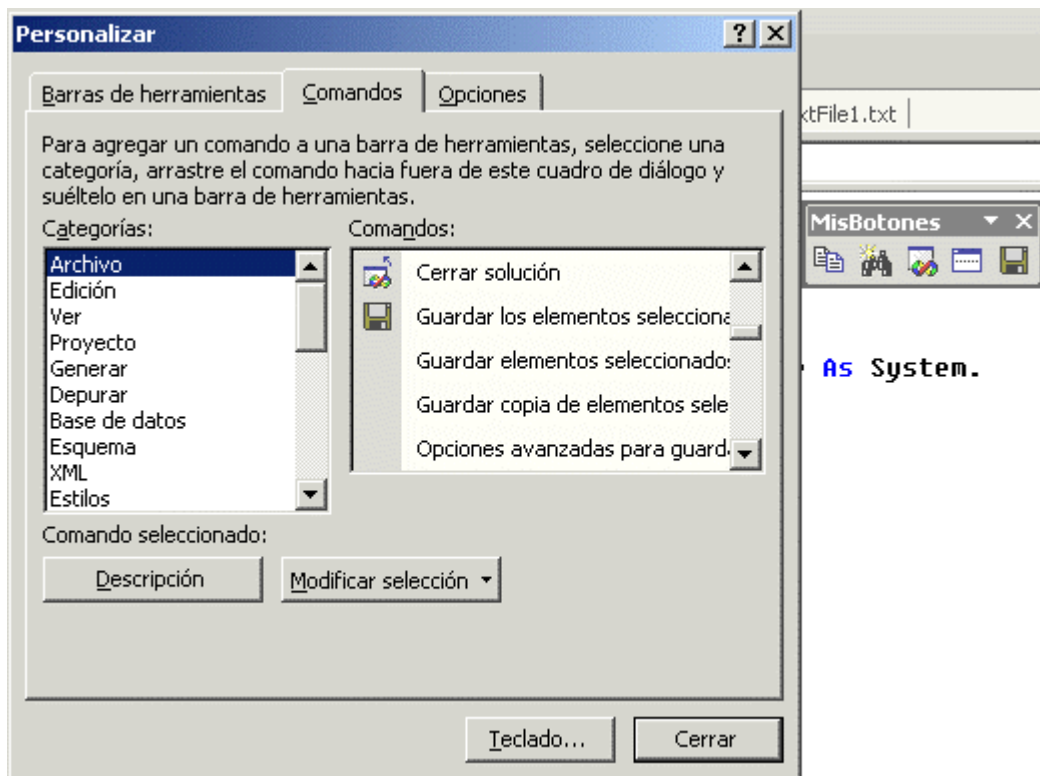 Personalizar
Barras de herramientas
Comandos
Opciones
xtFile1.txt
Para agregar un comando a una barra de herramientas, seleccione una
categoría, arrastre el comando hacia fuera de este cuadro de diálogo y
suéltelo en una barra de herramientas.
Categorías:
Comandos:
Archivo
Edición
Ver
Proyecto
Generar
Depurar
Base de datos
Esquema
XML
Estilos
Cerrar solución
Guardar los elementos selecciona
Guardar elementos seleccionados
Guardar copia de elementos sele
Opciones avanzadas para guard
Comando seleccionado:
Descripción
Modificar selección
Teclado...
Cerrar
MisBotones
As System.